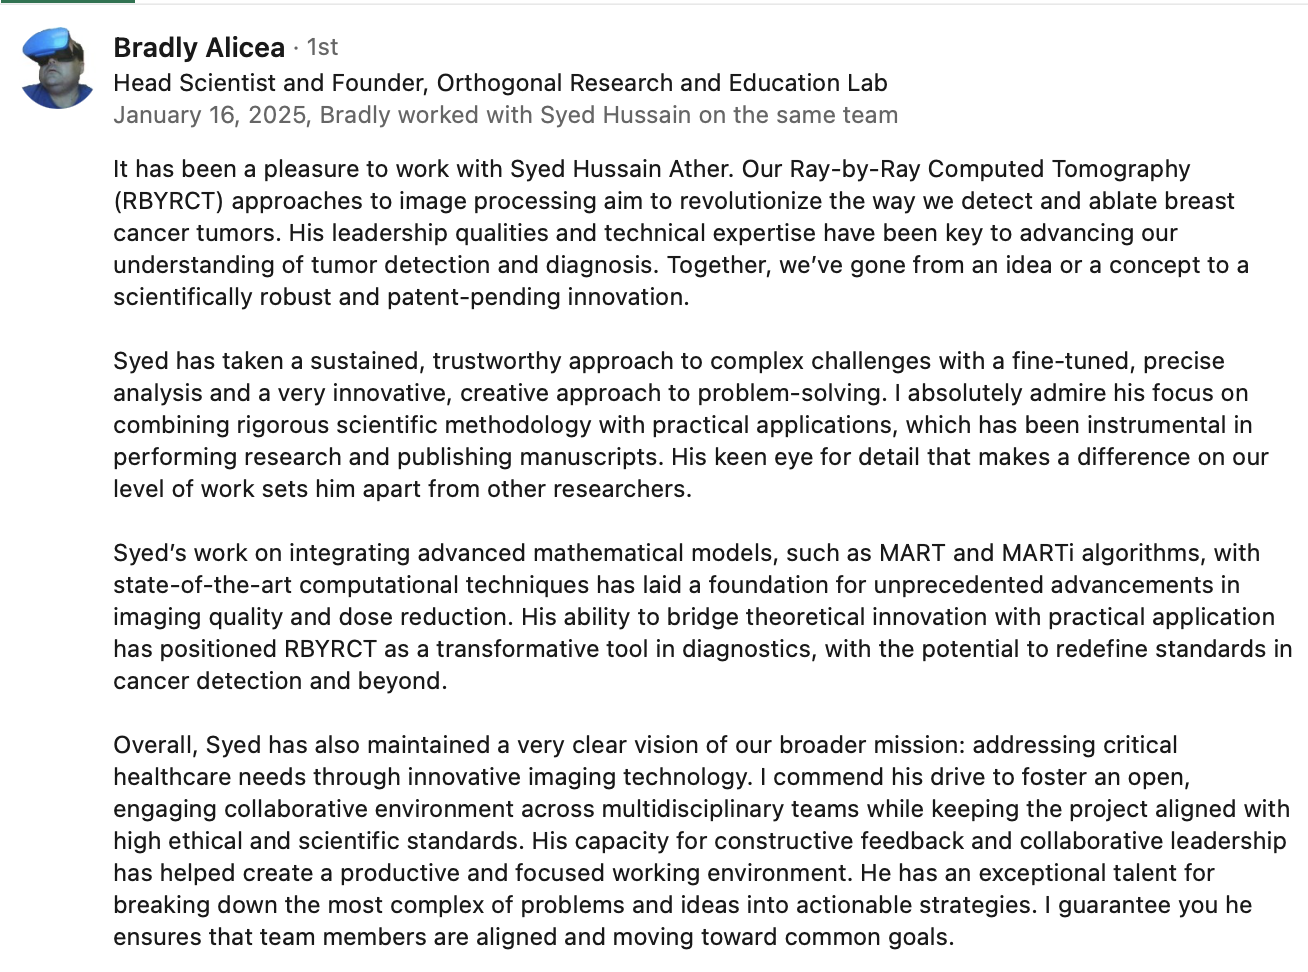 Bradly Alicea · 1st
Head Scientist and Founder, Orthogonal Research and Education Lab
January 16, 2025, Bradly worked with Syed Hussain on the same team
It has been a pleasure to work with Syed Hussain Ather. Our Ray-by-Ray Computed Tomography
(RBYRCT) approaches to image processing aim to revolutionize the way we detect and ablate breast
cancer tumors. His leadership qualities and technical expertise have been key to advancing our
understanding of tumor detection and diagnosis. Together, we’ve gone from an idea or a concept to a
scientifically robust and patent-pending innovation.
Syed has taken a sustained, trustworthy approach to complex challenges with a fine-tuned, precise
analysis and a very innovative, creative approach to problem-solving. I absolutely admire his focus on
combining rigorous scientific methodology with practical applications, which has been instrumental in
performing research and publishing manuscripts. His keen eye for detail that makes a difference on our
level of work sets him apart from other researchers.
Syed’s work on integrating advanced mathematical models, such as MART and MARTi algorithms, with
state-of-the-art computational techniques has laid a foundation for unprecedented advancements in
imaging quality and dose reduction. His ability to bridge theoretical innovation with practical application
has positioned RBYRCT as a transformative tool in diagnostics, with the potential to redefine standards in
cancer detection and beyond.
Overall, Syed has also maintained a very clear vision of our broader mission: addressing critical
healthcare needs through innovative imaging technology. I commend his drive to foster an open,
engaging collaborative environment across multidisciplinary teams while keeping the project aligned with
high ethical and scientific standards. His capacity for constructive feedback and collaborative leadership
has helped create a productive and focused working environment. He has an exceptional talent for
breaking down the most complex of problems and ideas into actionable strategies. I guarantee you he
ensures that team members are aligned and moving toward common goals.